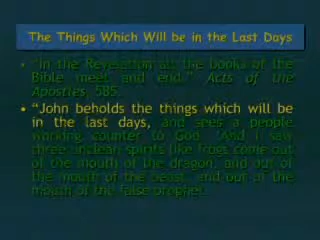 The Things Which Will be in the Last Days
• "In the Revelation all the books of the
Bible meet and end." Acts of the
Apostles, 585.
• "John beholds the things which will be
in the last days, and sees a people
working counter to God. 'And I saw
three unclean spirits like frogs come out
of the mouth of the dragon, and out of
the mouth of the beast, and out of the
mouth of the false prophet.